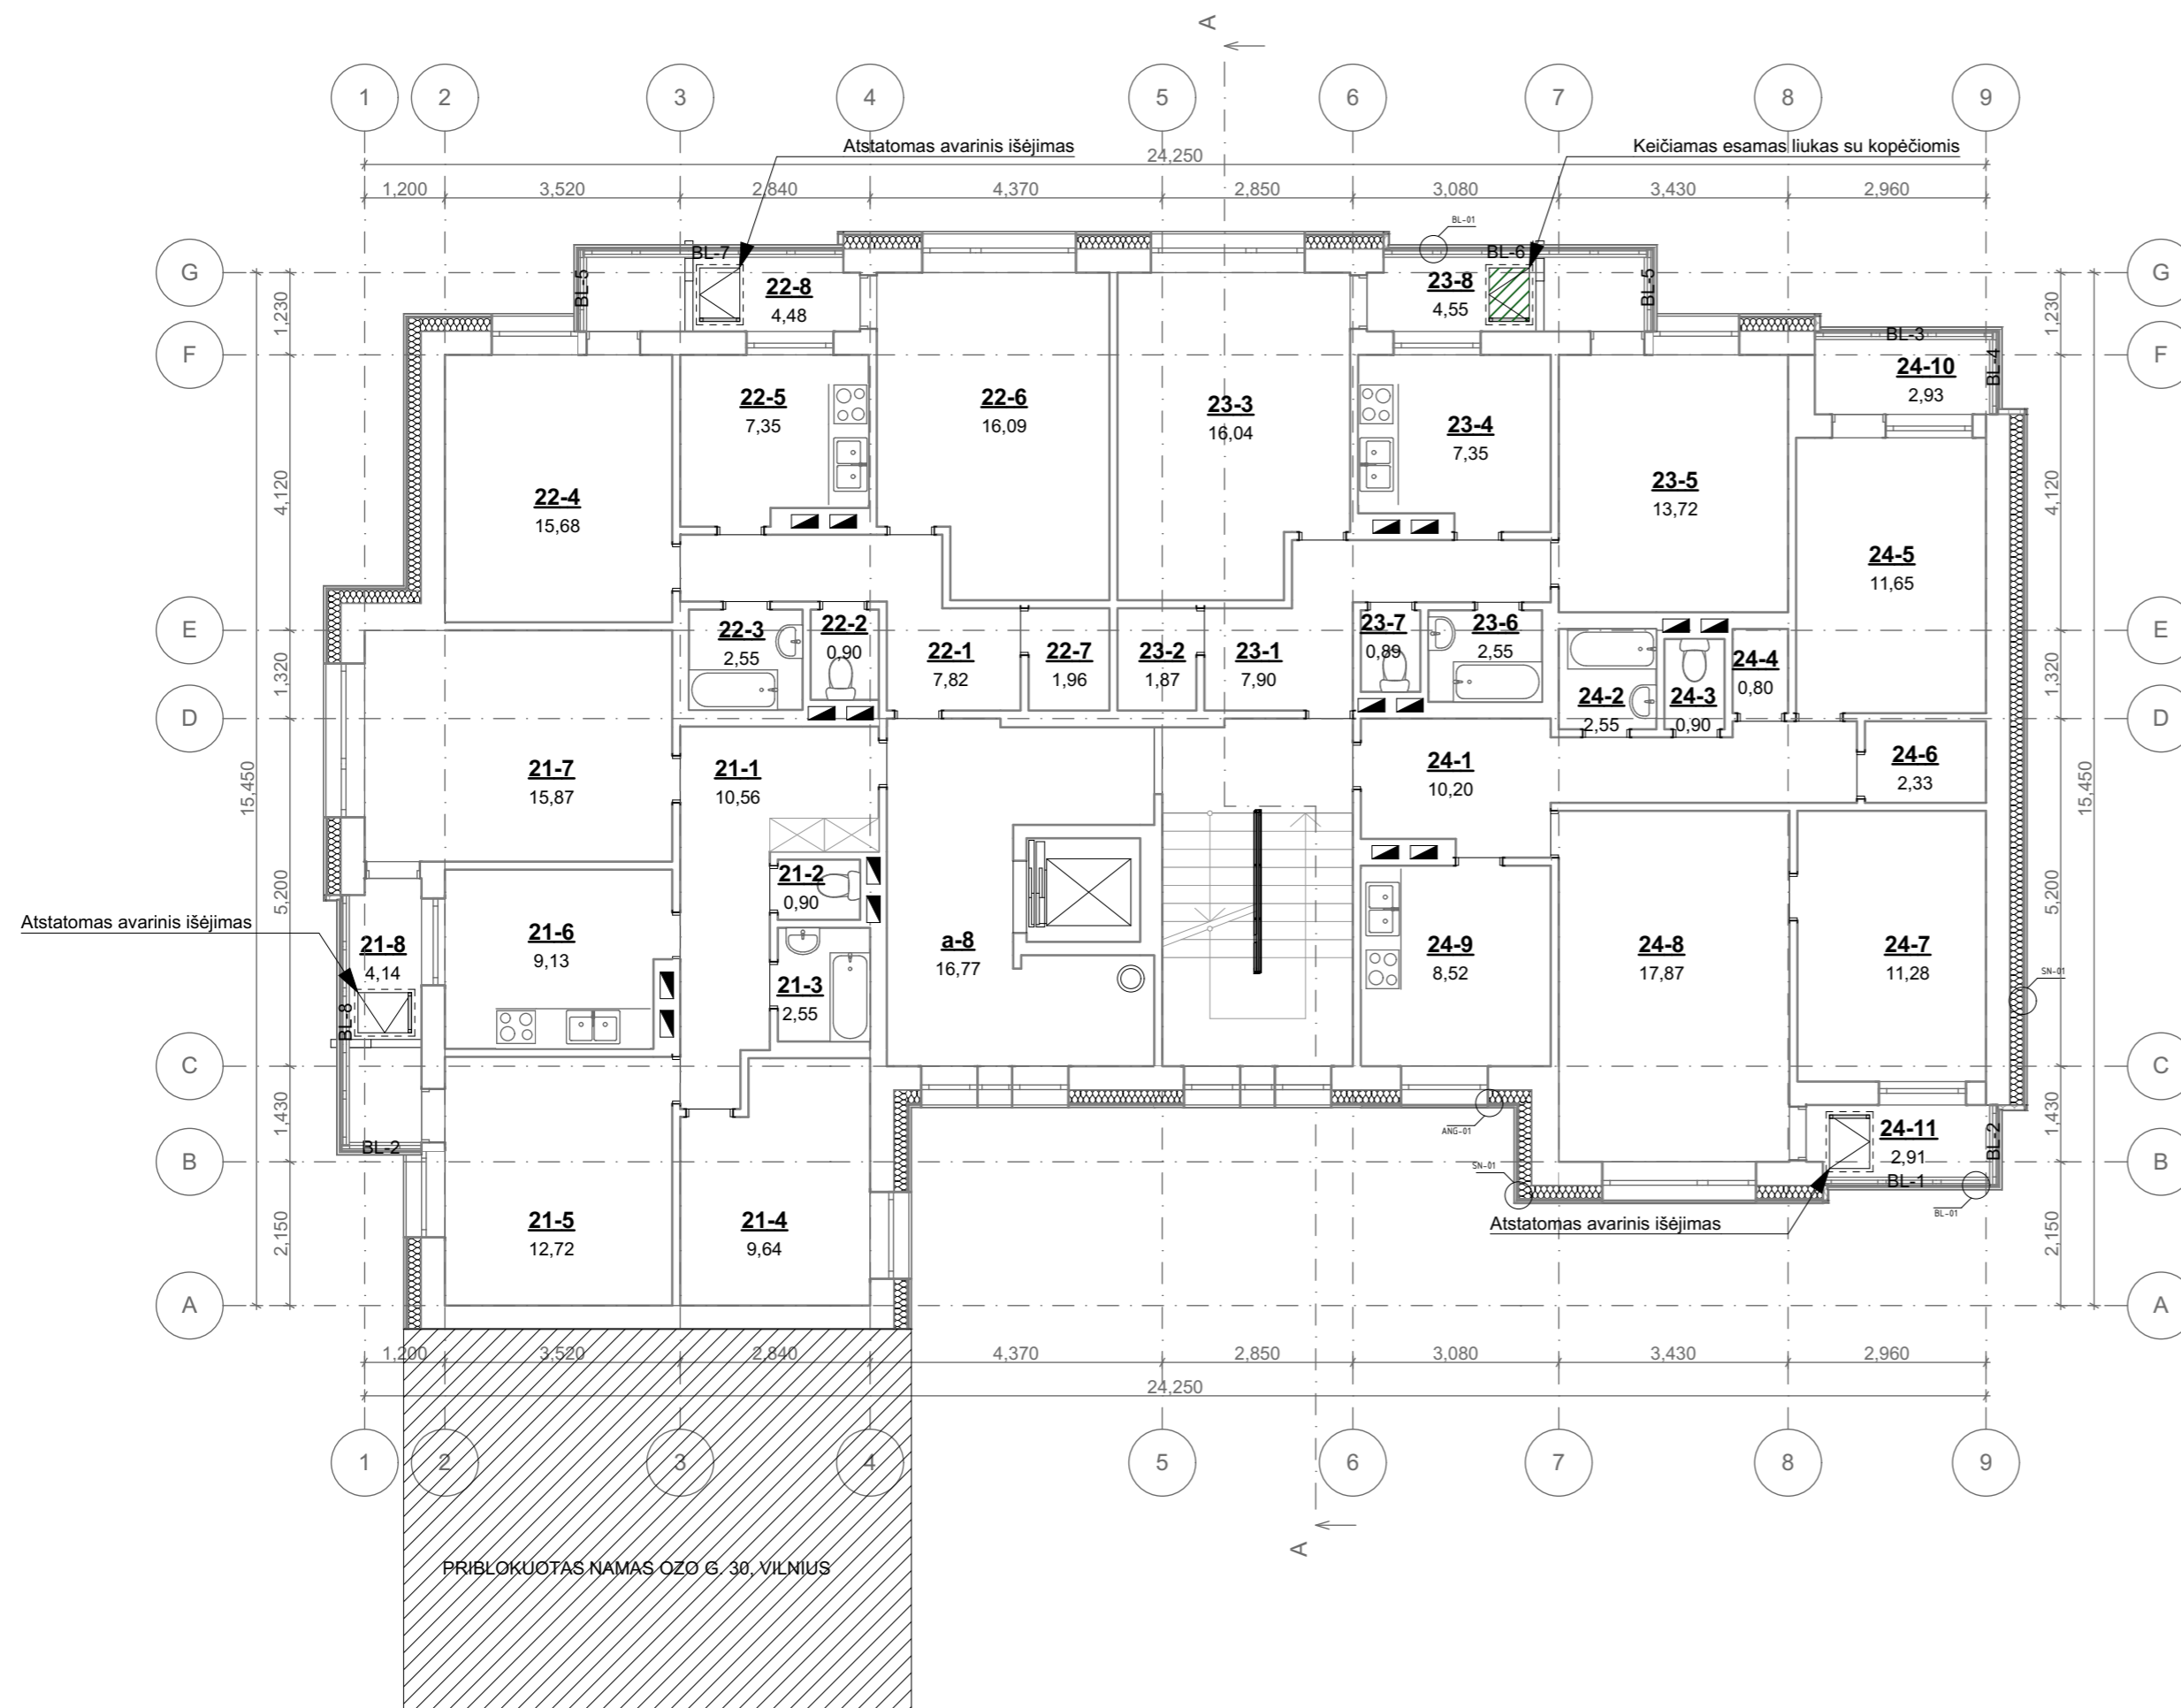 A
1 2 3 4 5 6 7 8 9
Atstatomas avarinis išėjimas
Keičiamas esamas liukas su kopėčiomis
24,250
1,200 3,520 2,840 4,370 2,850 3,080 3,430 2,960
BL-01
G BL-7 BL-6 G
BL-5 22-8 23-8 BL-5
4,48 4,55
1,230 1,230
F BL-3 F
24-10 BL-4
2,93
22-5 22-6 23-3 23-4
7,35 16,09 16,04 7,35
22-4 23-5
15,68 13,72
4,120 4,120
24-5
11,65
E E
22-3 22-2 22-1 22-7 23-2 23-1 23-7 23-6
2,55 0,90 7,82 1,96 1,87 7,90 0,89 2,55
24-4
0,80
24-2 24-3
2,55 0,90
1,320 1,320
D D
15,450 15,450
21-7 21-1 24-1 24-6
15,87 10,56 10,20 2,33
21-2
0,90
5,200 5,200
Atstatomas avarinis išėjimas
21-8 21-6 a-8 24-9 24-8 24-7
4,14 9,13 16,77 8,52 17,87 11,28
21-3
2,55
SN-01
BL-8
C C
1,430 1,430
ANG-01
24-11
2,91
BL-2 BL-2
B B
SN-01
BL-1
BL-01
21-5 21-4
12,72 9,64
Atstatomas avarinis išėjimas
2,150 2,150
A A
1,200 3,520 2,840 4,370 2,850 3,080 3,430 2,960
24,250
1 2 3 4 5 6 7 8 9
A
PRIBLOKUOTAS NAMAS OZO G. 30, VILNIUS